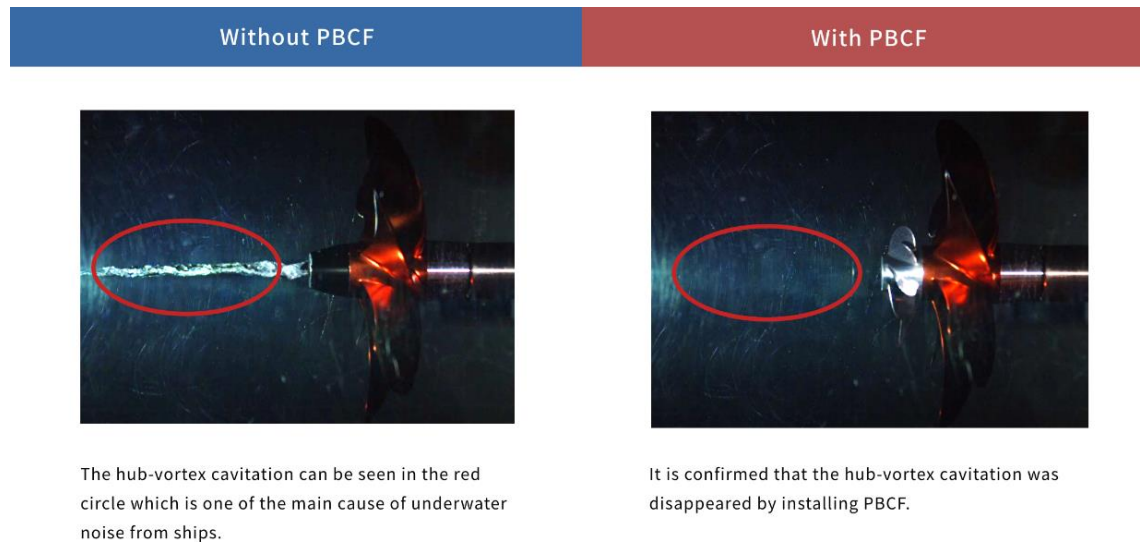 Without PBCF
With PBCF
The hub-vortex cavitation can be seen in the red
circle which is one of the main cause of underwater
noise from ships.
It is confirmed that the hub-vortex cavitation was
disappeared by installing PBCF.